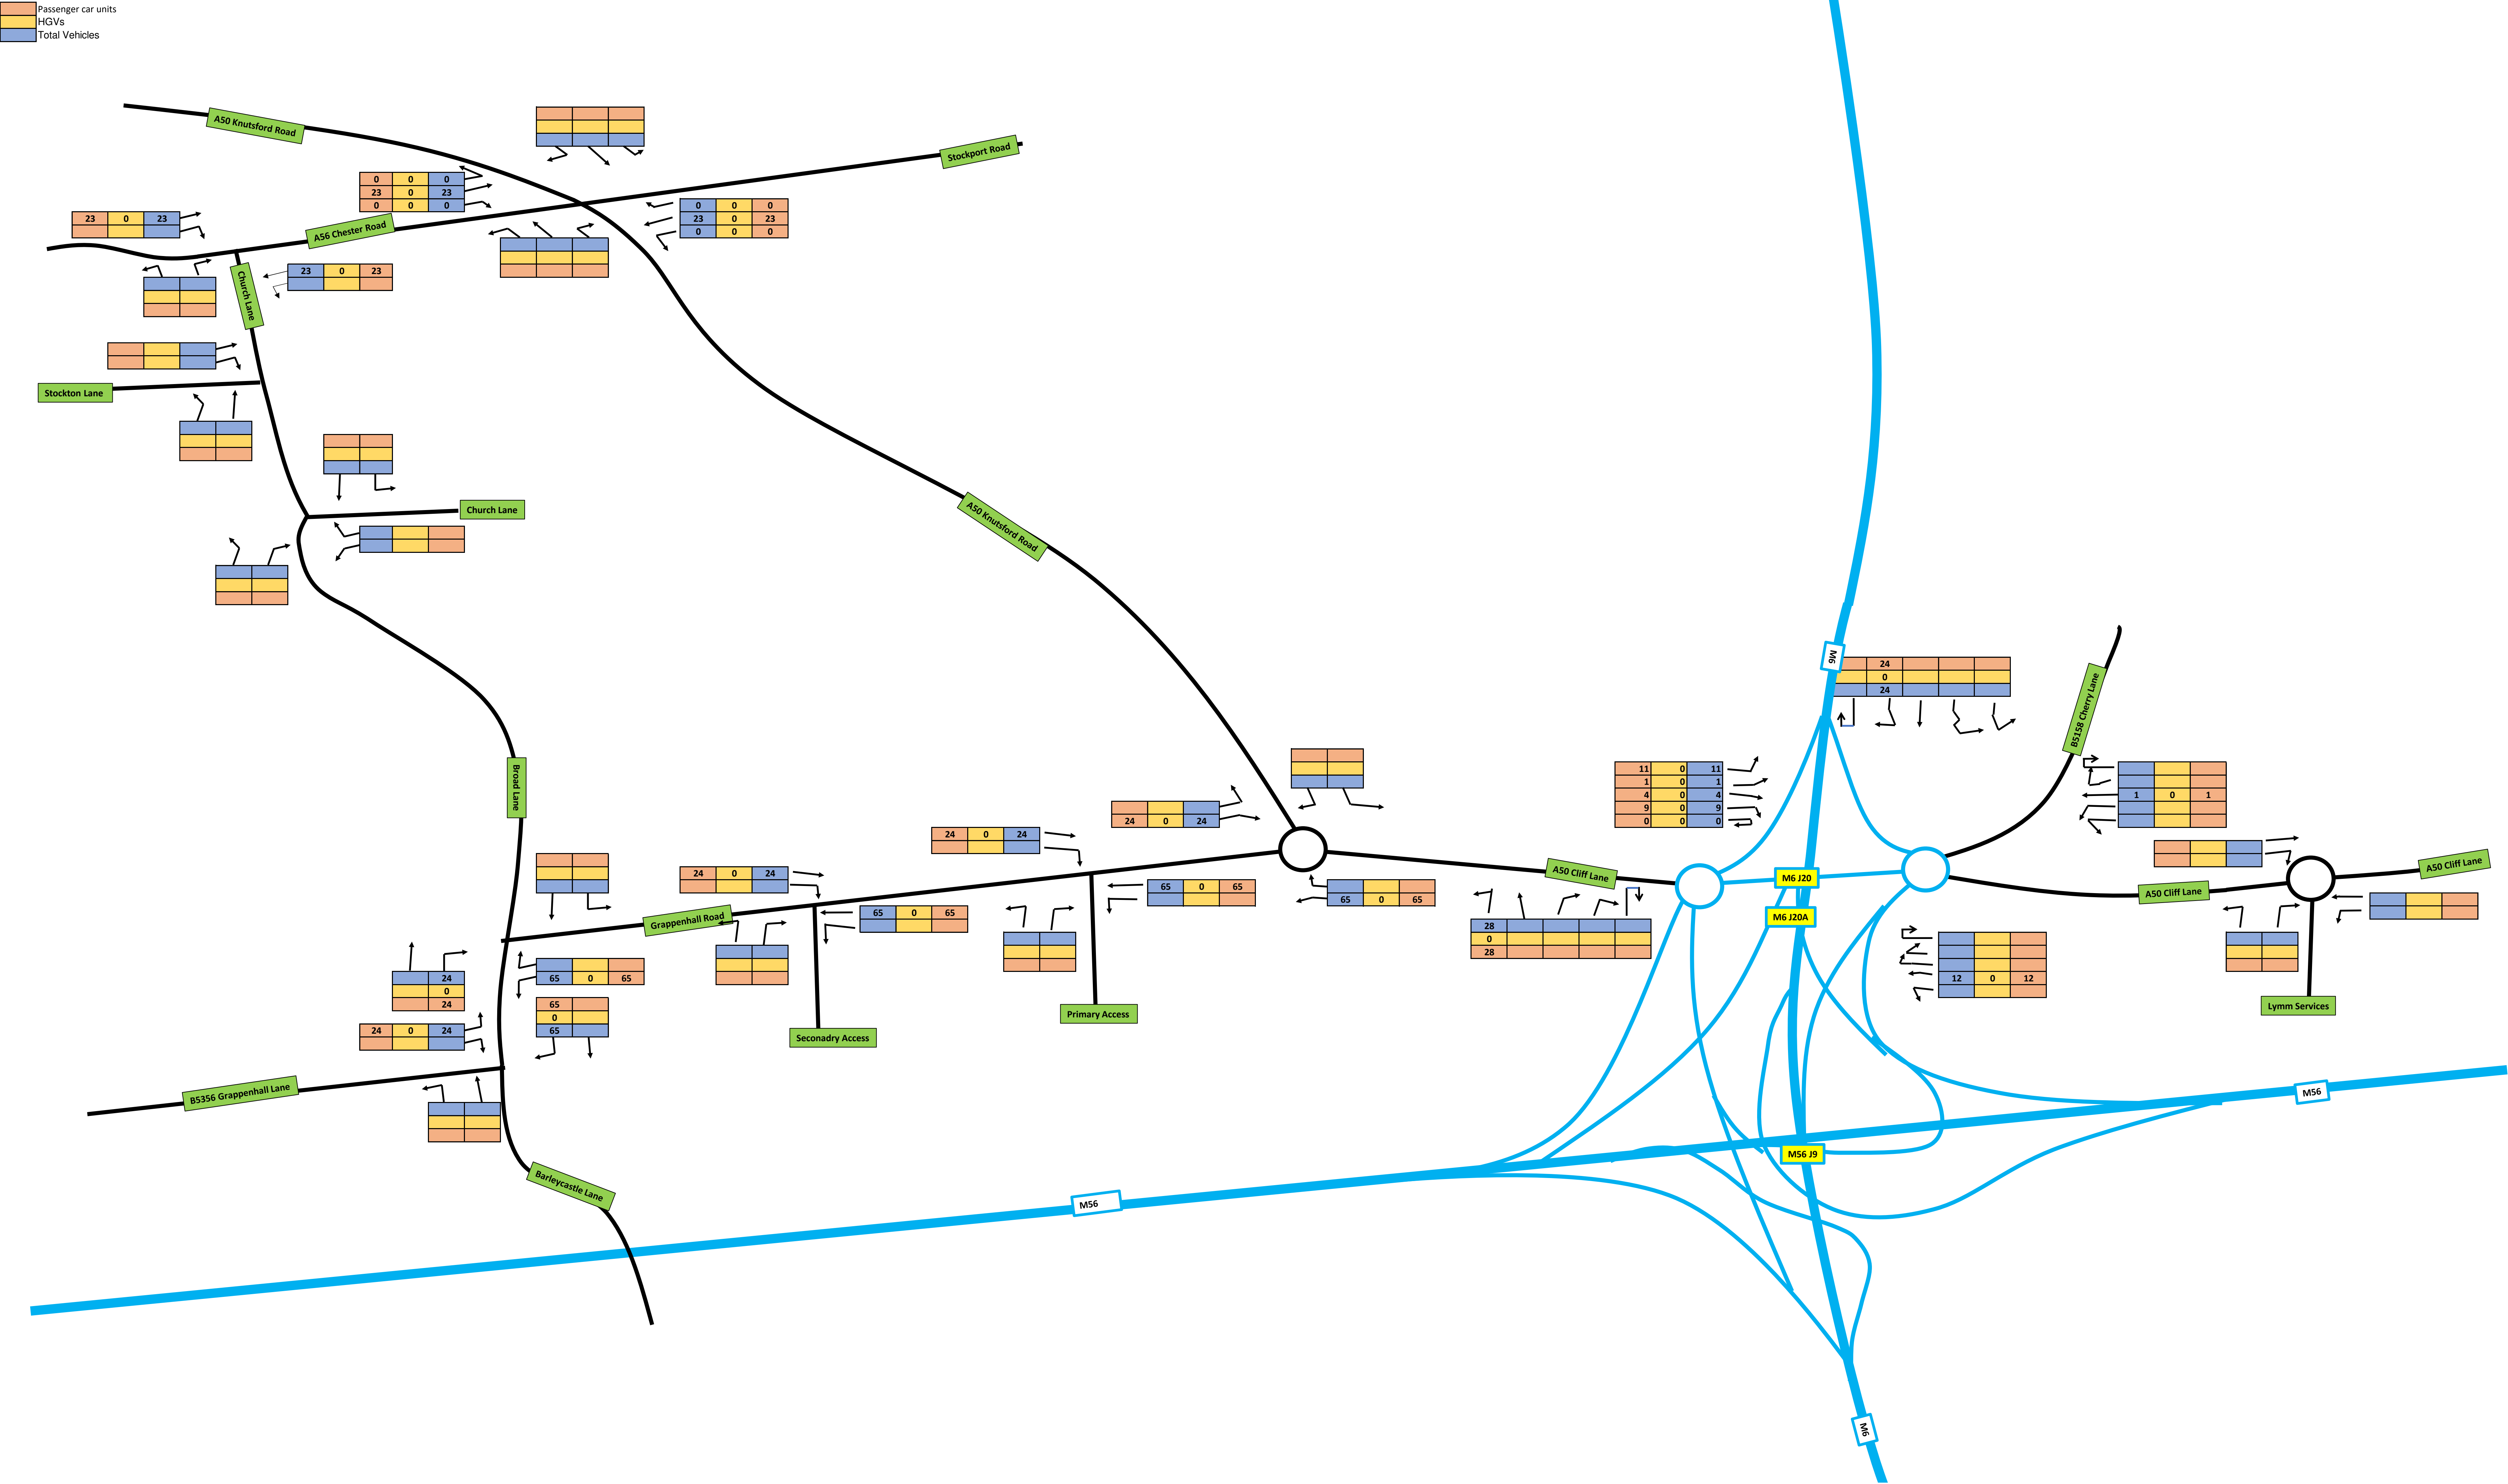 Passenger car units
HGVs
Total Vehicles
A50 Knutsford Road
Stockport Road
0 0 0
23 0 23
0 0 0
0 0 0
23 0 23
0 0 0
23 0 23
A56 Chester Road
Church Lane
23 0 23
Stockton Lane
Church Lane
A50 Knutsford Road
M6
24
0
24
B5158 Cherry Lane
Broad Lane
11 0 11
1 0 1
4 0 4
9 0 9
0 0 0
1 0 1
24 0 24
24 0 24
24 0 24
A50 Cliff Lane
A50 Cliff Lane
A50 Cliff Lane
M6 J20
M6 J20A
65 0 65
65 0 65
65 0 65
Grappenhall Road
28
0
28
12 0 12
24
0
24
65 0 65
65
0
65
24 0 24
Primary Access
Seconadry Access
Lymm Services
B5356 Grappenhall Lane
M56
M56 J9
Barleycastle Lane
M56
M6